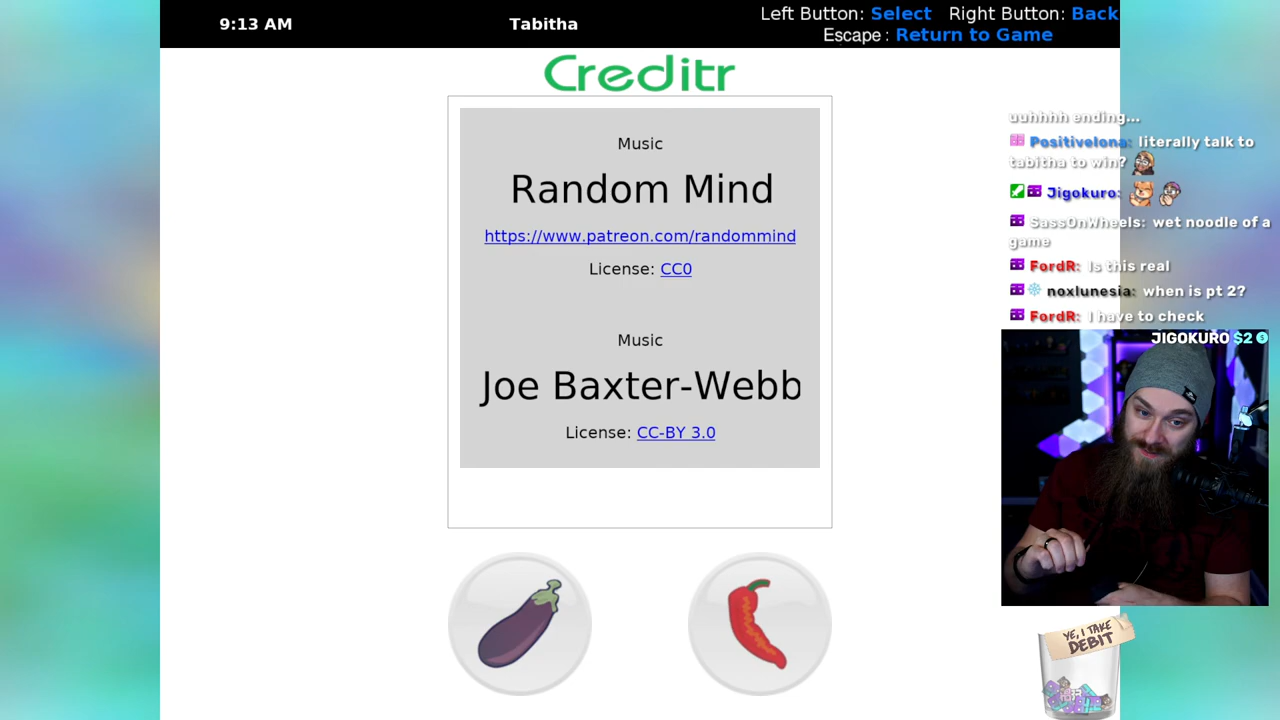 9:13 AM
Tabitha
Left Button: Select Right Button: Back
Escape : Return to Game
Creditr
Music
Random Mind
https://www.patreon.com/randommind
License: CC0
Music
Joe Baxter-Webb
License: CC-BY 3.0
uuhhhh ending...
PositiveIona: literally talk to
tabitha to win?
Jigokuro:
SassOnWheels: wet noodle of a
game
FordR: Is this real
noxlunesia: when is pt 2?
FordR: I have to check
JIGOKURO $2
YE, I TAKE
DEBIT